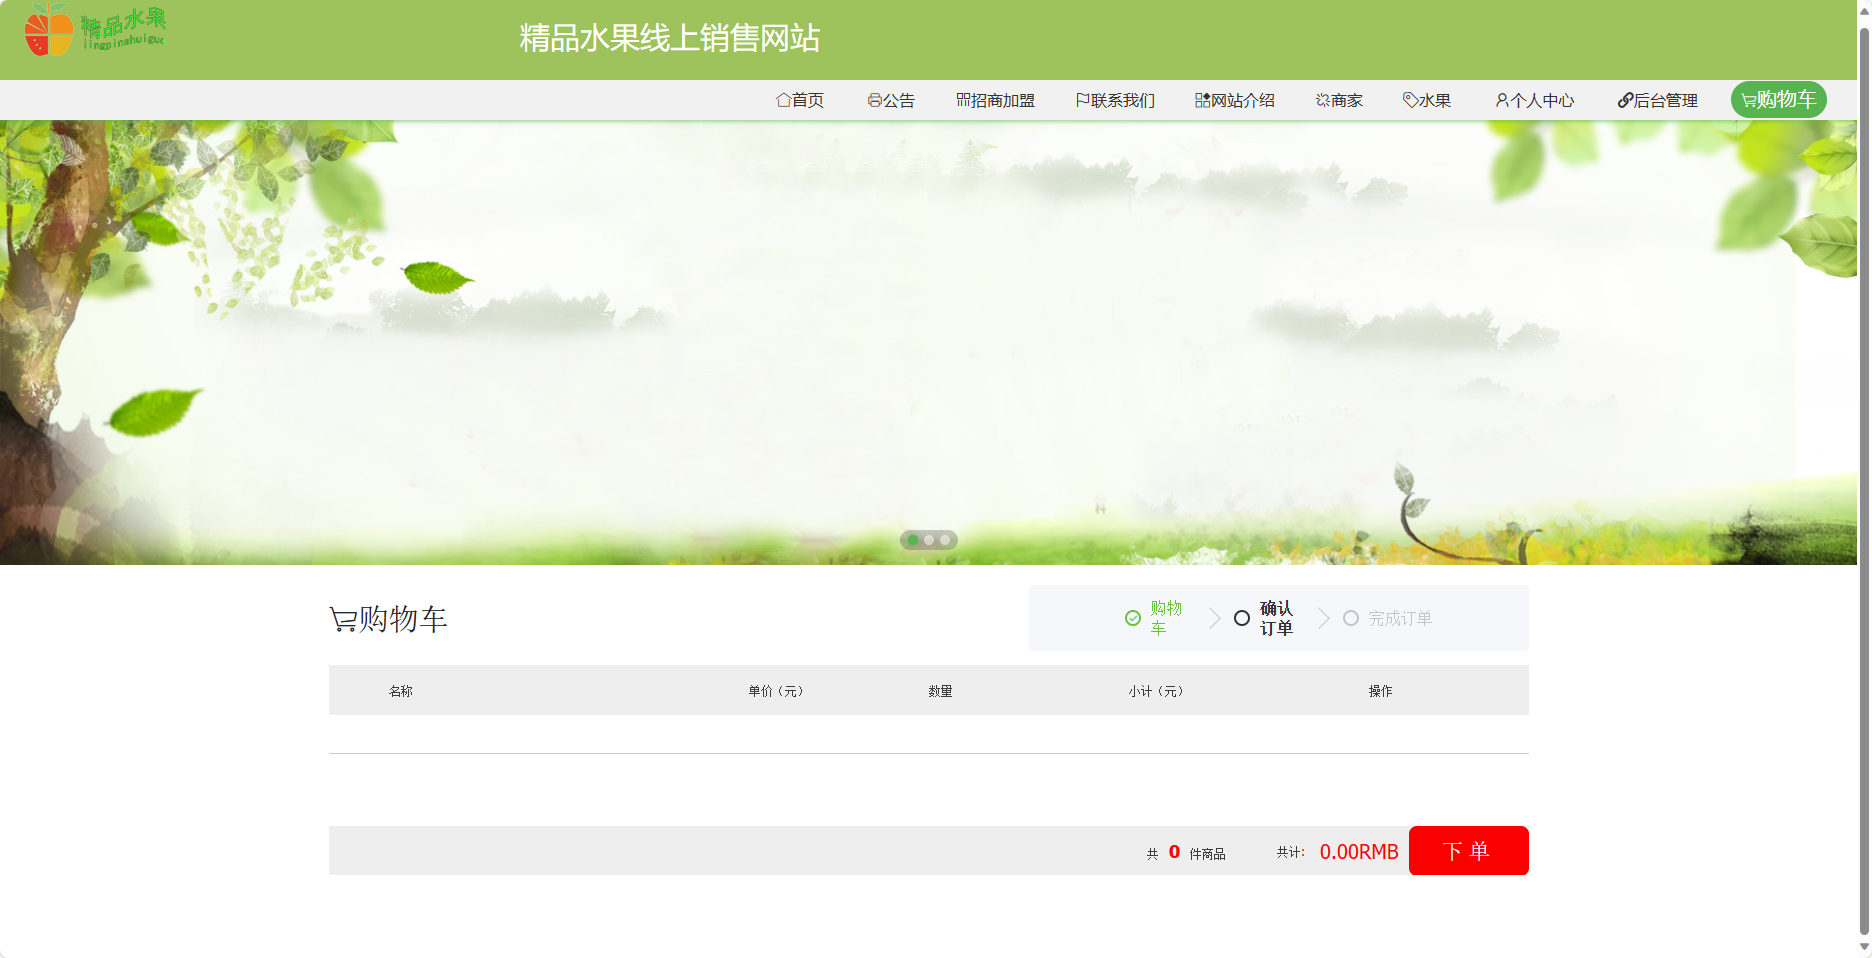 精品水果
jingpinshuiguo
精品水果线上销售网站
首页 公告 招商加盟 联系我们 网站介绍 商家 水果 个人中心 后台管理 购物车
购物车
购物
车
确认
订单
完成订单
名称 单价（元） 数量 小计（元） 操作
共 0 件商品 共计: 0.00RMB 下 单